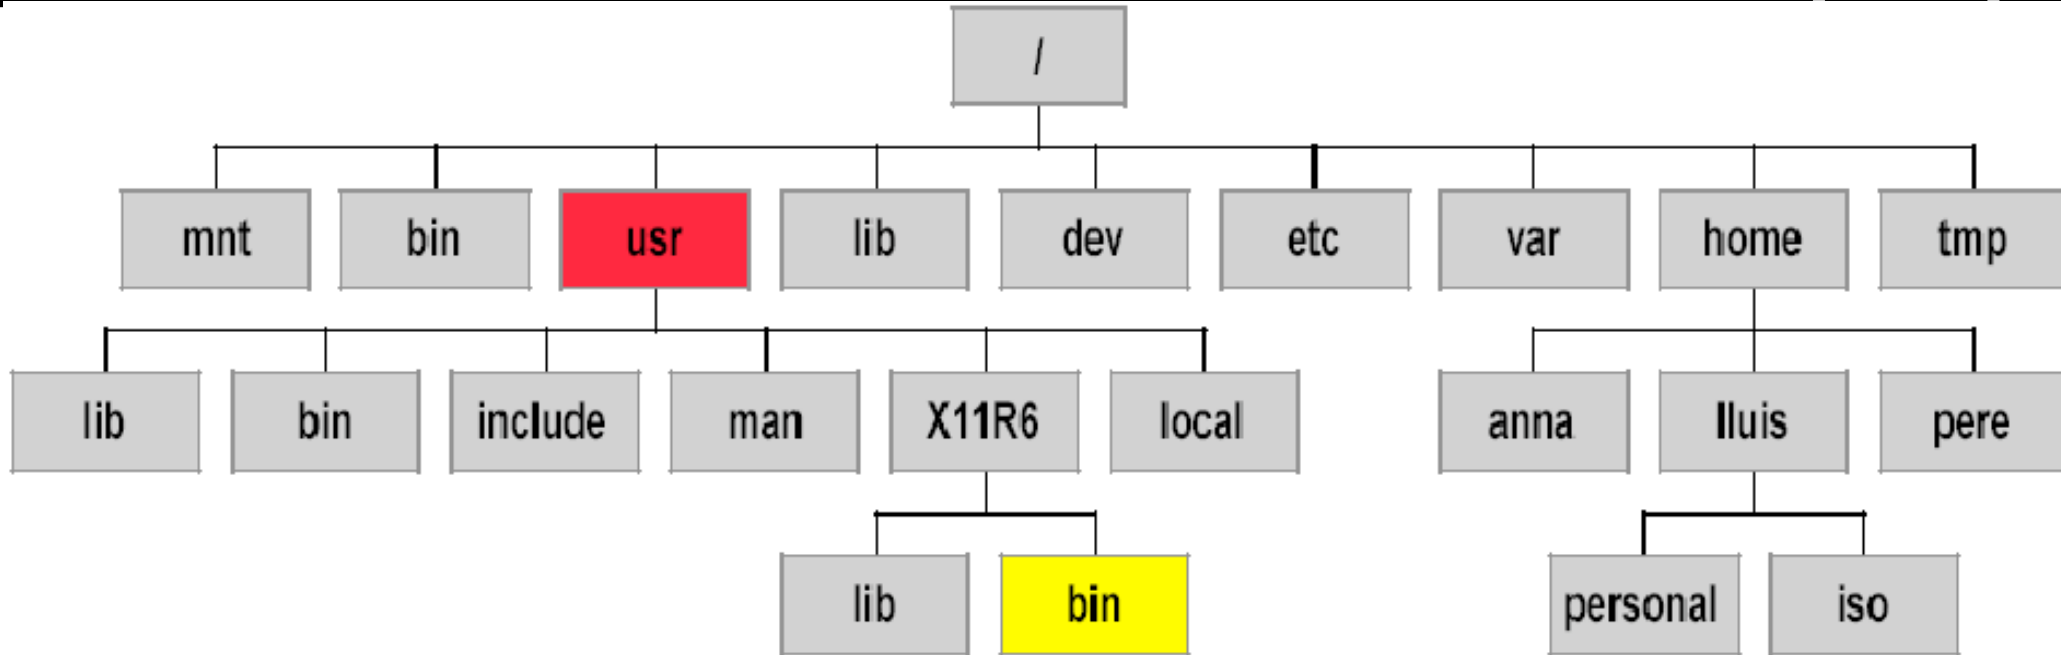 /
mnt bin usr lib dev etc var home tmp
lib bin include man X11R6 local anna lluis pere
lib bin personal iso